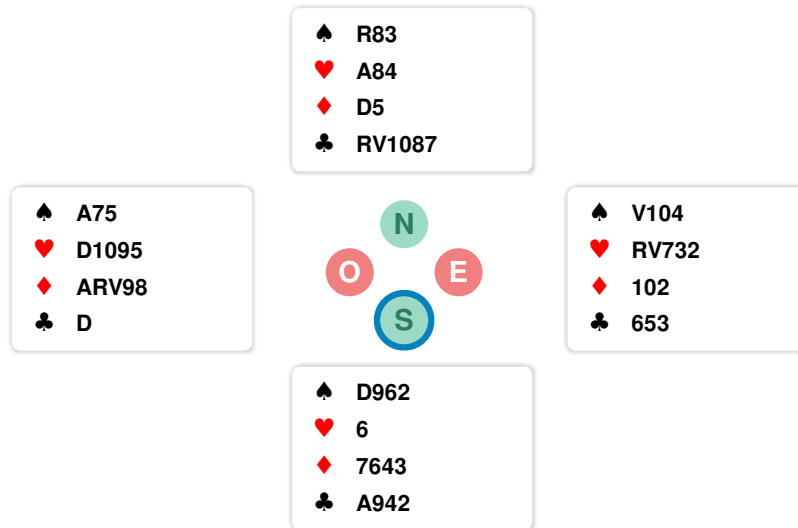 ♠ R83
♥ A84
♦ D5
♣ RV1087
♠ A75
♥ D1095
♦ ARV98
♣ D
N
O E
S
♠ V104
♥ RV732
♦ 102
♣ 653
♠ D962
♥ 6
♦ 7643
♣ A942